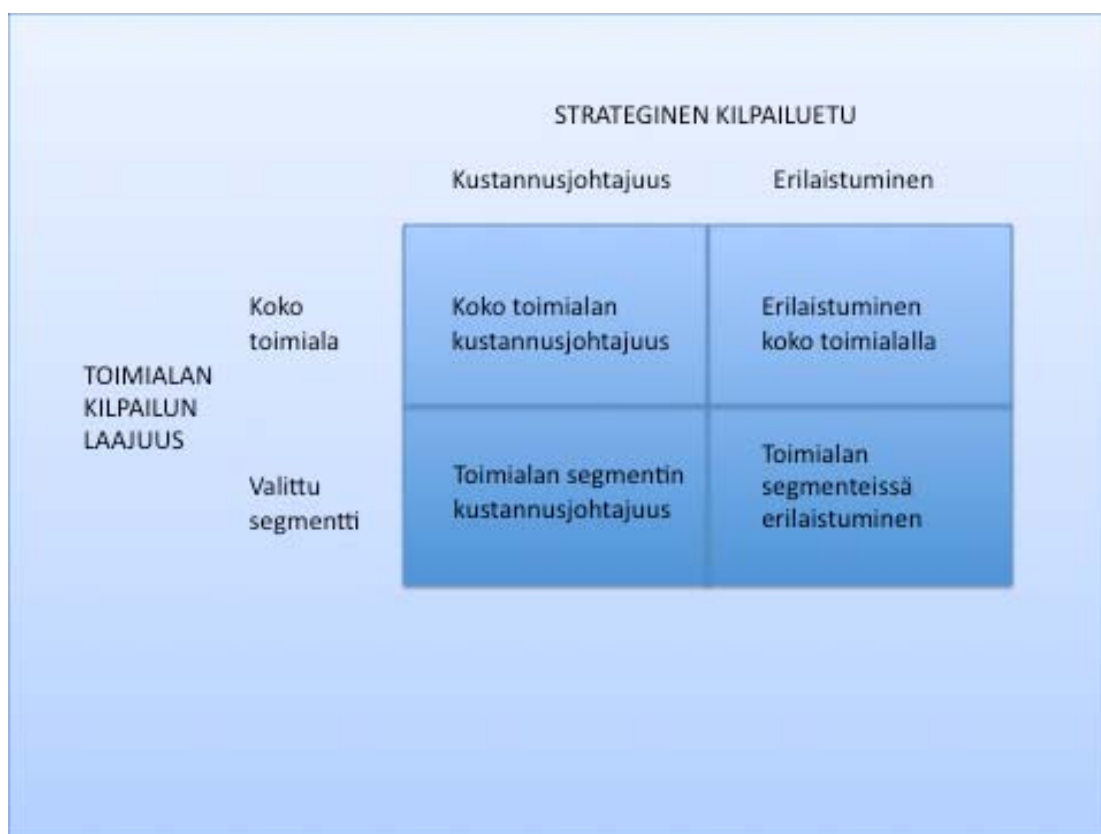 STRATEGINEN KILPAILUETU
Kustannusjohtajuus
Erilaistuminen
Koko
toimiala
Koko toimialan
kustannusjohtajuus
Erilaistuminen
koko toimialalla
TOIMIALAN
KILPAILUN
LAAJUUS
Valittu
segmentti
Toimialan segmentin
kustannusjohtajuus
Toimialan
segmenteissä
erilaistuminen